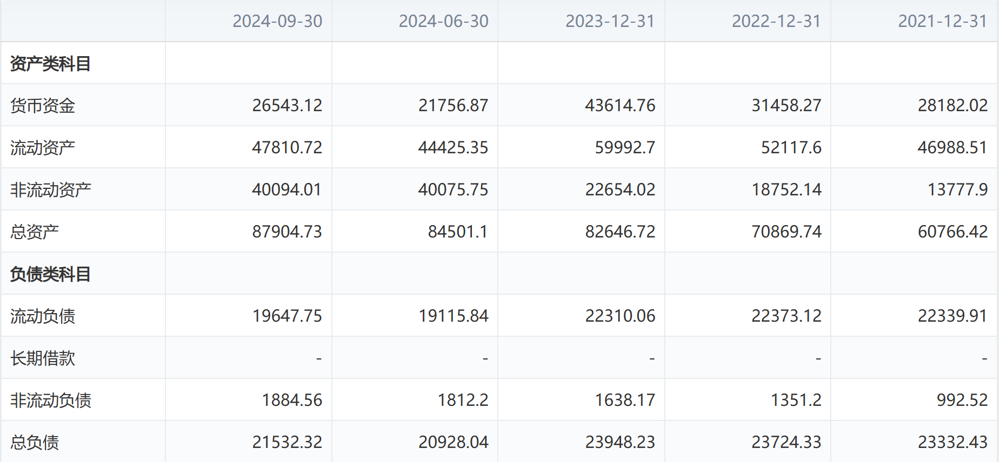 2024-09-30 2024-06-30 2023-12-31 2022-12-31 2021-12-31
资产类科目
货币资金 26543.12 21756.87 43614.76 31458.27 28182.02
流动资产 47810.72 44425.35 59992.7 52117.6 46988.51
非流动资产 40094.01 40075.75 22654.02 18752.14 13777.9
总资产 87904.73 84501.1 82646.72 70869.74 60766.42
负债类科目
流动负债 19647.75 19115.84 22310.06 22373.12 22339.91
长期借款 - - - - -
非流动负债 1884.56 1812.2 1638.17 1351.2 992.52
总负债 21532.32 20928.04 23948.23 23724.33 23332.43